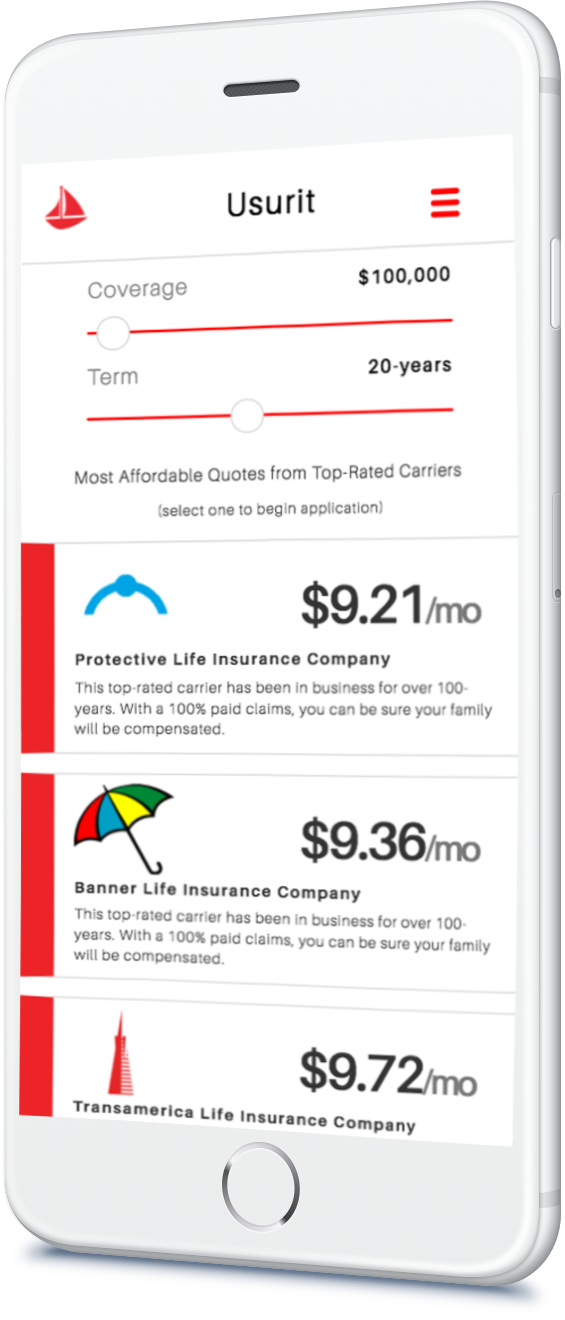 Usurit
Coverage $100,000
Term 20-years
Most Affordable Quotes from Top-Rated Carriers
(select one to begin application)
$9.21/mo
Protective Life Insurance Company
This top-rated carrier has been in business for over 100-
years. With a 100% paid claims, you can be sure your family
will be compensated.
$9.36/mo
Banner Life Insurance Company
This top-rated carrier has been in business for over 100-
years. With a 100% paid claims, you can be sure your family
will be compensated.
$9.72/mo
Transamerica Life Insurance Company